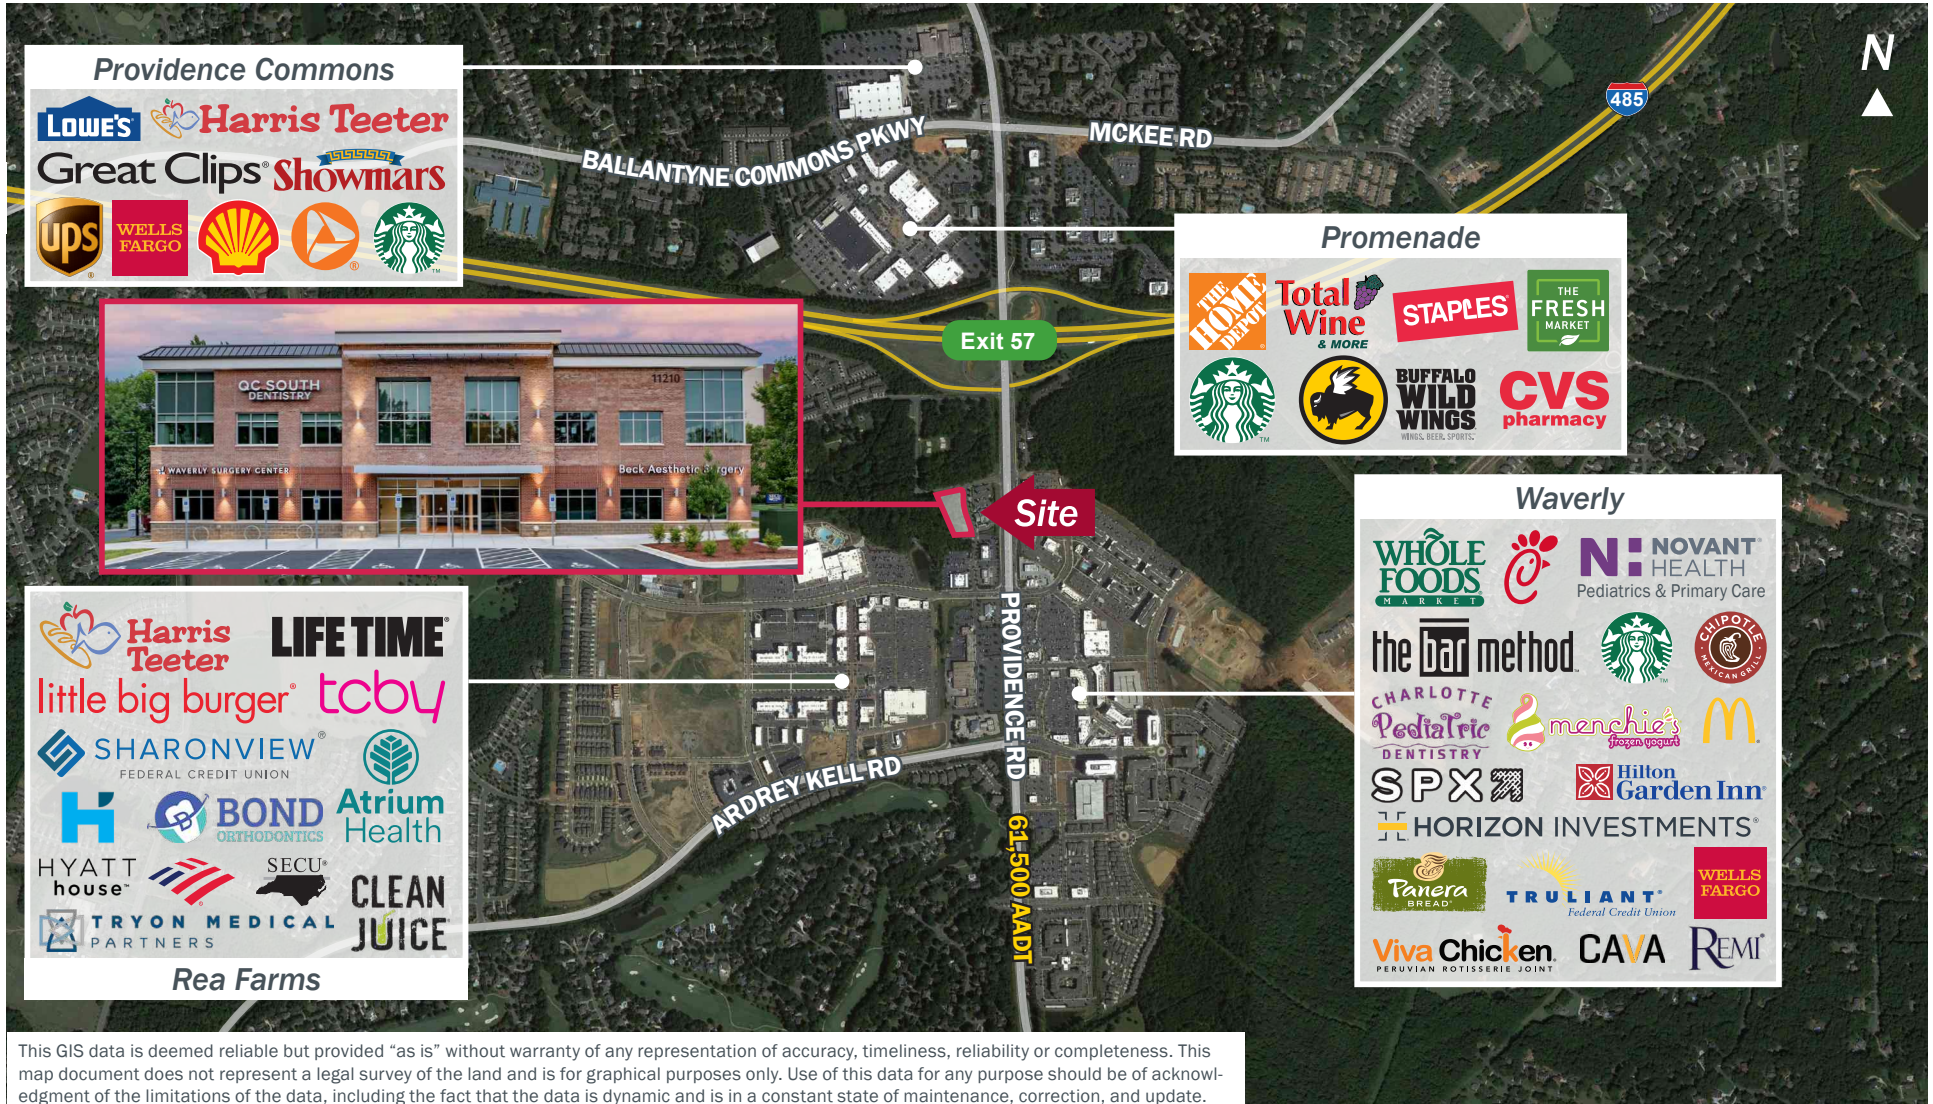 Providence Commons
LOWE'S
Harris Teeter
Great Clips®
Showmars
ups
WELLS
FARGO
TM
N
485
BALLANTYNE COMMONS PKWY
MCKEE RD
Promenade
THE
HOME
DEPOT
Total
Wine
& MORE
STAPLES
THE
FRESH
MARKET
TM
BUFFALO
WILD
WINGS
WINGS. BEER. SPORTS.
CVS
pharmacy
Exit 57
QC SOUTH
DENTISTRY
11210
WAVERLY SURGERY CENTER
Beck Aesthetic Surgery
Site
Waverly
WHOLE
FOODS
MARKET
NOVANT®
HEALTH
Pediatrics & Primary Care
the bar method
TM
CHIPOTLE
MEXICAN GRILL
CHARLOTTE
Pediatric
DENTISTRY
menchie's
frozen yogurt
SPX
Hilton
Garden Inn®
HORIZON INVESTMENTS®
Panera
BREAD®
TRULIANT®
Federal Credit Union
WELLS
FARGO
Viva Chicken
PERUVIAN ROTISSERIE JOINT
CAVA
REMI
Harris
Teeter
LIFE TIME®
little big burger®
tcby
SHARONVIEW®
FEDERAL CREDIT UNION
H
BOND
ORTHODONTICS
Atrium
Health
HYATT
house™
SECU®
CLEAN
JUICE
TRYON MEDICAL
PARTNERS
Rea Farms
PROVIDENCE RD
61,500 AADT
ARDREY KELL RD
This GIS data is deemed reliable but provided “as is” without warranty of any representation of accuracy, timeliness, reliability or completeness. This
map document does not represent a legal survey of the land and is for graphical purposes only. Use of this data for any purpose should be of acknowl-
edgment of the limitations of the data, including the fact that the data is dynamic and is in a constant state of maintenance, correction, and update.